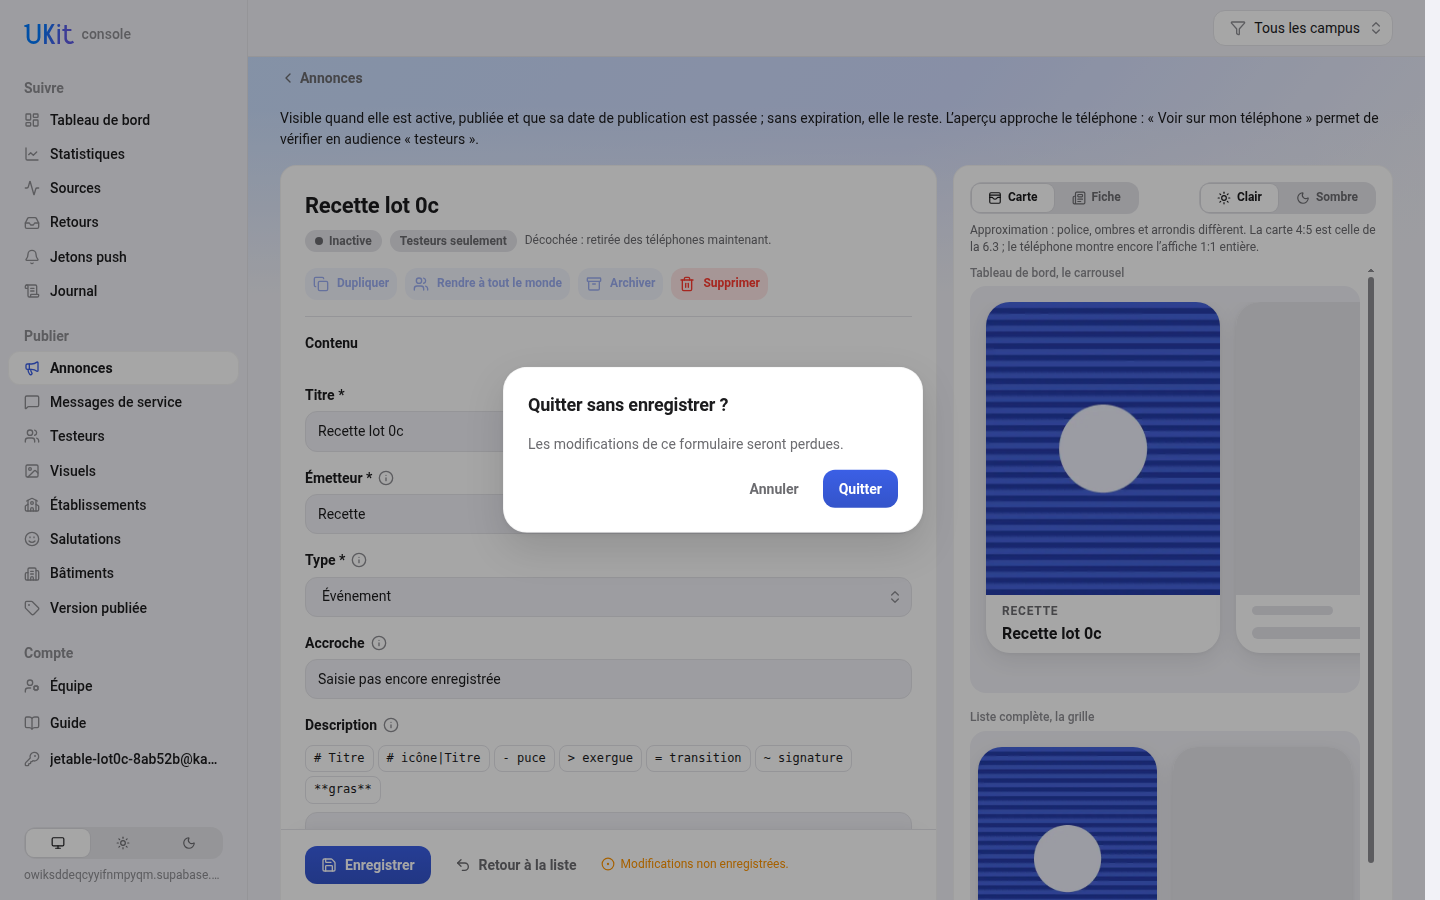 UKit console
Tous les campus
Suivre
Tableau de bord
Statistiques
Sources
Retours
Jetons push
Journal
Publier
Annonces
Messages de service
Testeurs
Visuels
Établissements
Salutations
Bâtiments
Version publiée
Compte
Équipe
Guide
jetable-lot0c-8ab52b@ka...
owiksddeqcyyifnmpyqm.supabase....
Annonces
Visible quand elle est active, publiée et que sa date de publication est passée ; sans expiration, elle le reste. L'aperçu approche le téléphone : « Voir sur mon téléphone » permet de
vérifier en audience « testeurs ».
Recette lot 0c
Inactive Testeurs seulement Décochée : retirée des téléphones maintenant.
Dupliquer Rendre à tout le monde Archiver Supprimer
Contenu
Titre *
Recette lot 0c
Émetteur *
Recette
Type *
Événement
Accroche
Saisie pas encore enregistrée
Description
# Titre # icône|Titre - puce > exergue = transition ~ signature
**gras**
Enregistrer Retour à la liste Modifications non enregistrées.
Quitter sans enregistrer ?
Les modifications de ce formulaire seront perdues.
Annuler Quitter
Carte Fiche Clair Sombre
Approximation : police, ombres et arrondis diffèrent. La carte 4:5 est celle de
la 6.3 ; le téléphone montre encore l'affiche 1:1 entière.
Tableau de bord, le carrousel
RECETTE
Recette lot 0c
Liste complète, la grille